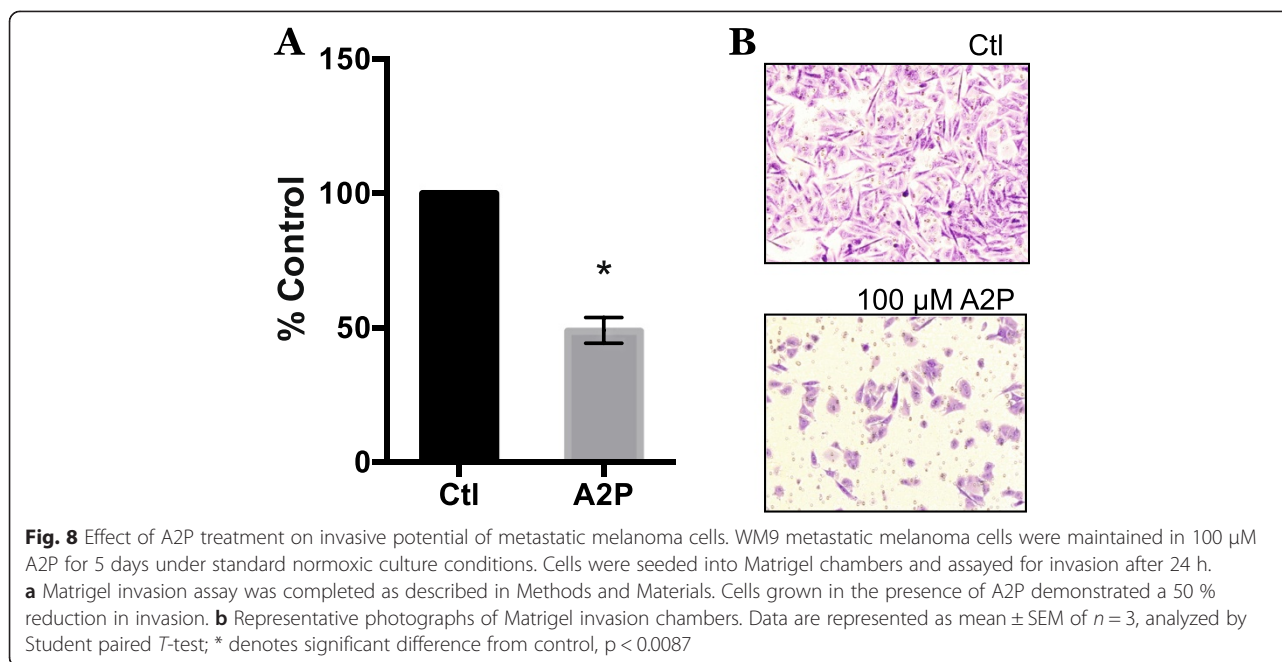 A
150
100
50
0
% Control
*
Ctl
A2P
B
Ctl
100 µM A2P
Fig. 8 Effect of A2P treatment on invasive potential of metastatic melanoma cells. WM9 metastatic melanoma cells were maintained in 100 µM
A2P for 5 days under standard normoxic culture conditions. Cells were seeded into Matrigel chambers and assayed for invasion after 24 h.
a Matrigel invasion assay was completed as described in Methods and Materials. Cells grown in the presence of A2P demonstrated a 50 %
reduction in invasion. b Representative photographs of Matrigel invasion chambers. Data are represented as mean ± SEM of n = 3, analyzed by
Student paired T-test; * denotes significant difference from control, p < 0.0087